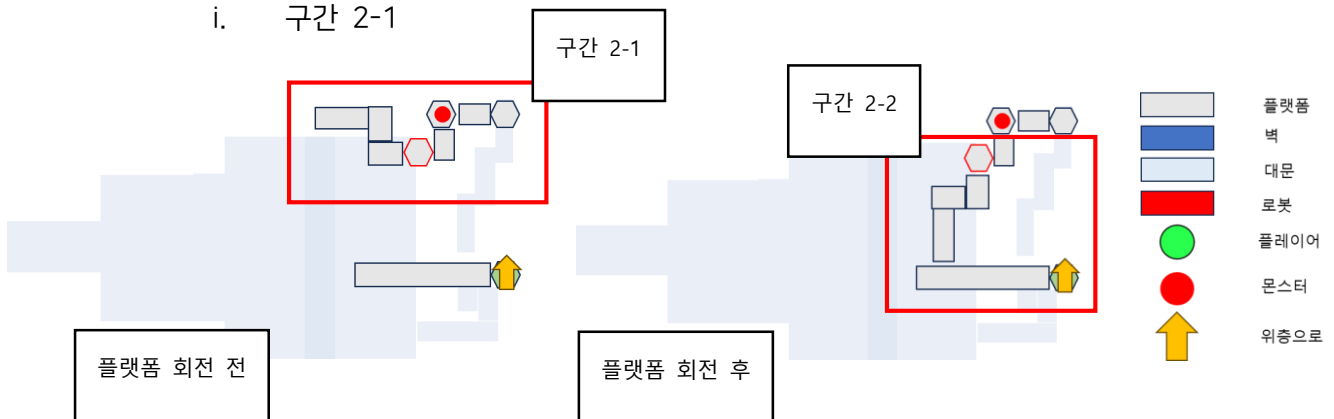 i. 구간 2-1
구간 2-1
플랫폼 회전 전
구간 2-2
플랫폼 회전 후
플랫폼
벽
대문
로봇
플레이어
몬스터
위층으로